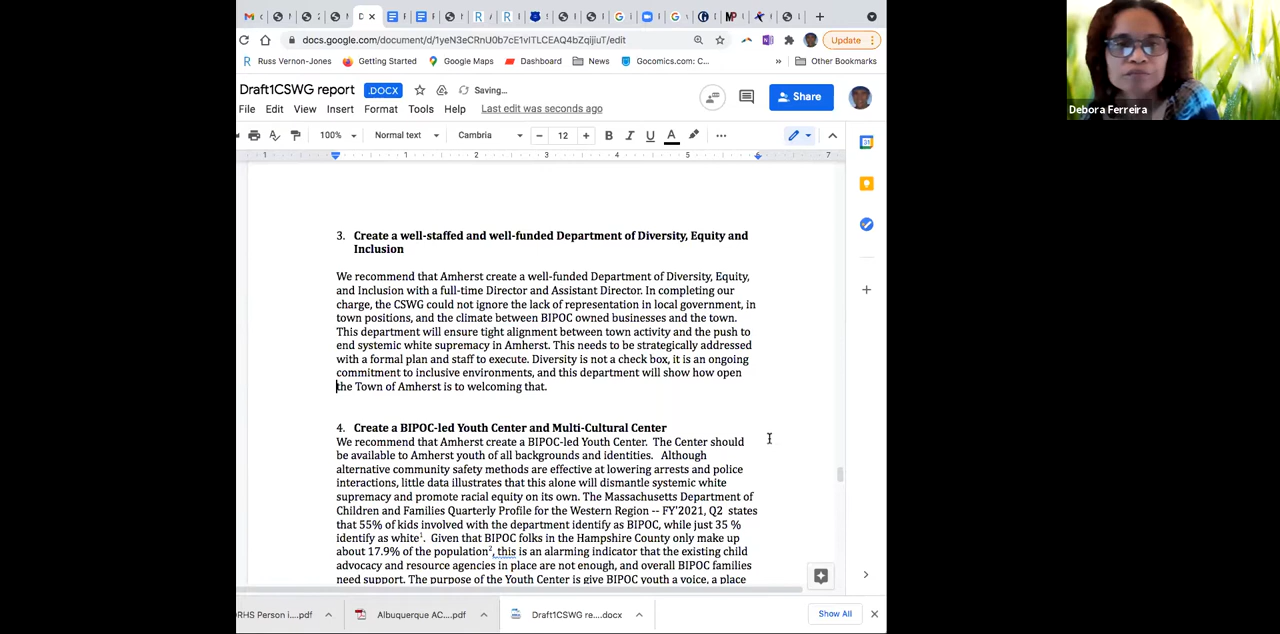 docs.google.com/document/d/1yeN3eCRnU0b7cE1vITLCEAQ4bZqijiuT/edit
Update
Russ Vernon-Jones Getting Started Google Maps Dashboard News Gocomics.com: C... » Other Bookmarks
Draft1CSWG report .DOCX Saving...
Share
File Edit View Insert Format Tools Help Last edit was seconds ago
100% Normal text Cambria 12 B I U A
1 1 2 3 4 5 6 7
3. Create a well-staffed and well-funded Department of Diversity, Equity and
Inclusion
We recommend that Amherst create a well-funded Department of Diversity, Equity,
and Inclusion with a full-time Director and Assistant Director. In completing our
charge, the CSWG could not ignore the lack of representation in local government, in
town positions, and the climate between BIPOC owned businesses and the town.
This department will ensure tight alignment between town activity and the push to
end systemic white supremacy in Amherst. This needs to be strategically addressed
with a formal plan and staff to execute. Diversity is not a check box, it is an ongoing
commitment to inclusive environments, and this department will show how open
the Town of Amherst is to welcoming that.
4. Create a BIPOC-led Youth Center and Multi-Cultural Center
We recommend that Amherst create a BIPOC-led Youth Center. The Center should
be available to Amherst youth of all backgrounds and identities. Although
alternative community safety methods are effective at lowering arrests and police
interactions, little data illustrates that this alone will dismantle systemic white
supremacy and promote racial equity on its own. The Massachusetts Department of
Children and Families Quarterly Profile for the Western Region -- FY'2021, Q2 states
that 55% of kids involved with the department identify as BIPOC, while just 35 %
identify as white1. Given that BIPOC folks in the Hampshire County only make up
about 17.9% of the population2, this is an alarming indicator that the existing child
advocacy and resource agencies in place are not enough, and overall BIPOC families
need support. The purpose of the Youth Center is give BIPOC youth a voice, a place
ORHS Person i....pdf Albuquerque AC....pdf Draft1CSWG re....docx Show All
Debora Ferreira